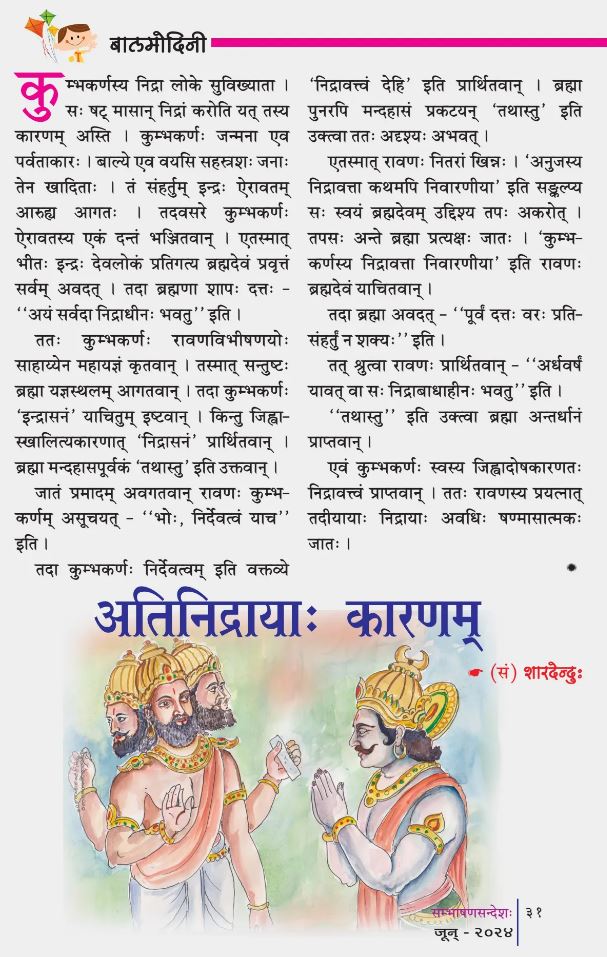 बालमोदिनी
कुम्भकर्णस्य निद्रा लोके सुविख्याता ।
सः षट् मासान् निद्रां करोति यत् तस्य
कारणम् अस्ति । कुम्भकर्णः जन्मना एव
पर्वताकारः । बाल्ये एव वयसि सहस्रशः जनाः
तेन खादिताः । तं संहर्तुम् इन्द्रः ऐरावतम्
आरुह्य आगतः । तदवसरे कुम्भकर्णः
ऐरावतस्य एकं दन्तं भञ्जितवान् । एतस्मात्
भीतः इन्द्रः देवलोकं प्रतिगत्य ब्रह्मदेवं प्रवृत्तं
सर्वम् अवदत् । तदा ब्रह्मणा शापः दत्तः -
‘‘अयं सर्वदा निद्राधीनः भवतु’’ इति ।
ततः कुम्भकर्णः रावणविभीषणयोः
साहाय्येन महायज्ञं कृतवान् । तस्मात् सन्तुष्टः
ब्रह्मा यज्ञस्थलम् आगतवान् । तदा कुम्भकर्णः
‘इन्द्रासनं’ याचितुम् इष्टवान् । किन्तु जिह्वा-
स्खालित्यकारणात् ‘निद्रासनं’ प्रार्थितवान् ।
ब्रह्मा मन्दहासपूर्वकं ‘तथास्तु’ इति उक्तवान् ।
जातं प्रमादम् अवगतवान् रावणः कुम्भ-
कर्णम् असूचयत् - ‘‘भोः, निर्देवत्वं याच’’
इति ।
तदा कुम्भकर्णः निर्देवत्वम् इति वक्तव्ये
‘निद्रावत्त्वं देहि’ इति प्रार्थितवान् । ब्रह्मा
पुनरपि मन्दहासं प्रकटयन् ‘तथास्तु’ इति
उक्त्वा ततः अदृश्यः अभवत् ।
एतस्मात् रावणः नितरां खिन्नः । ‘अनुजस्य
निद्रावत्ता कथमपि निवारणीया’ इति सङ्कल्प्य
सः स्वयं ब्रह्मदेवम् उद्दिश्य तपः अकरोत् ।
तपसः अन्ते ब्रह्मा प्रत्यक्षः जातः । ‘कुम्भ-
कर्णस्य निद्रावत्ता निवारणीया’ इति रावणः
ब्रह्मदेवं याचितवान् ।
तदा ब्रह्मा अवदत् - ‘‘पूर्वं दत्तः वरः प्रति-
संहर्तुं न शक्यः’’ इति ।
तत् श्रुत्वा रावणः प्रार्थितवान् - ‘‘अर्धवर्षं
यावत् वा सः निद्राबाधाहीनः भवतु’’ इति ।
‘‘तथास्तु’’ इति उक्त्वा ब्रह्मा अन्तर्धानं
प्राप्तवान् ।
एवं कुम्भकर्णः स्वस्य जिह्वादोषकारणतः
निद्रावत्त्वं प्राप्तवान् । ततः रावणस्य प्रयत्नात्
तदीयायाः निद्रायाः अवधिः षण्मासात्मकः
जातः ।
अतिनिद्रायाः कारणम्
(सं) शारदेन्दुः
सम्भाषणसन्देशः ३१
जून् - २०२४